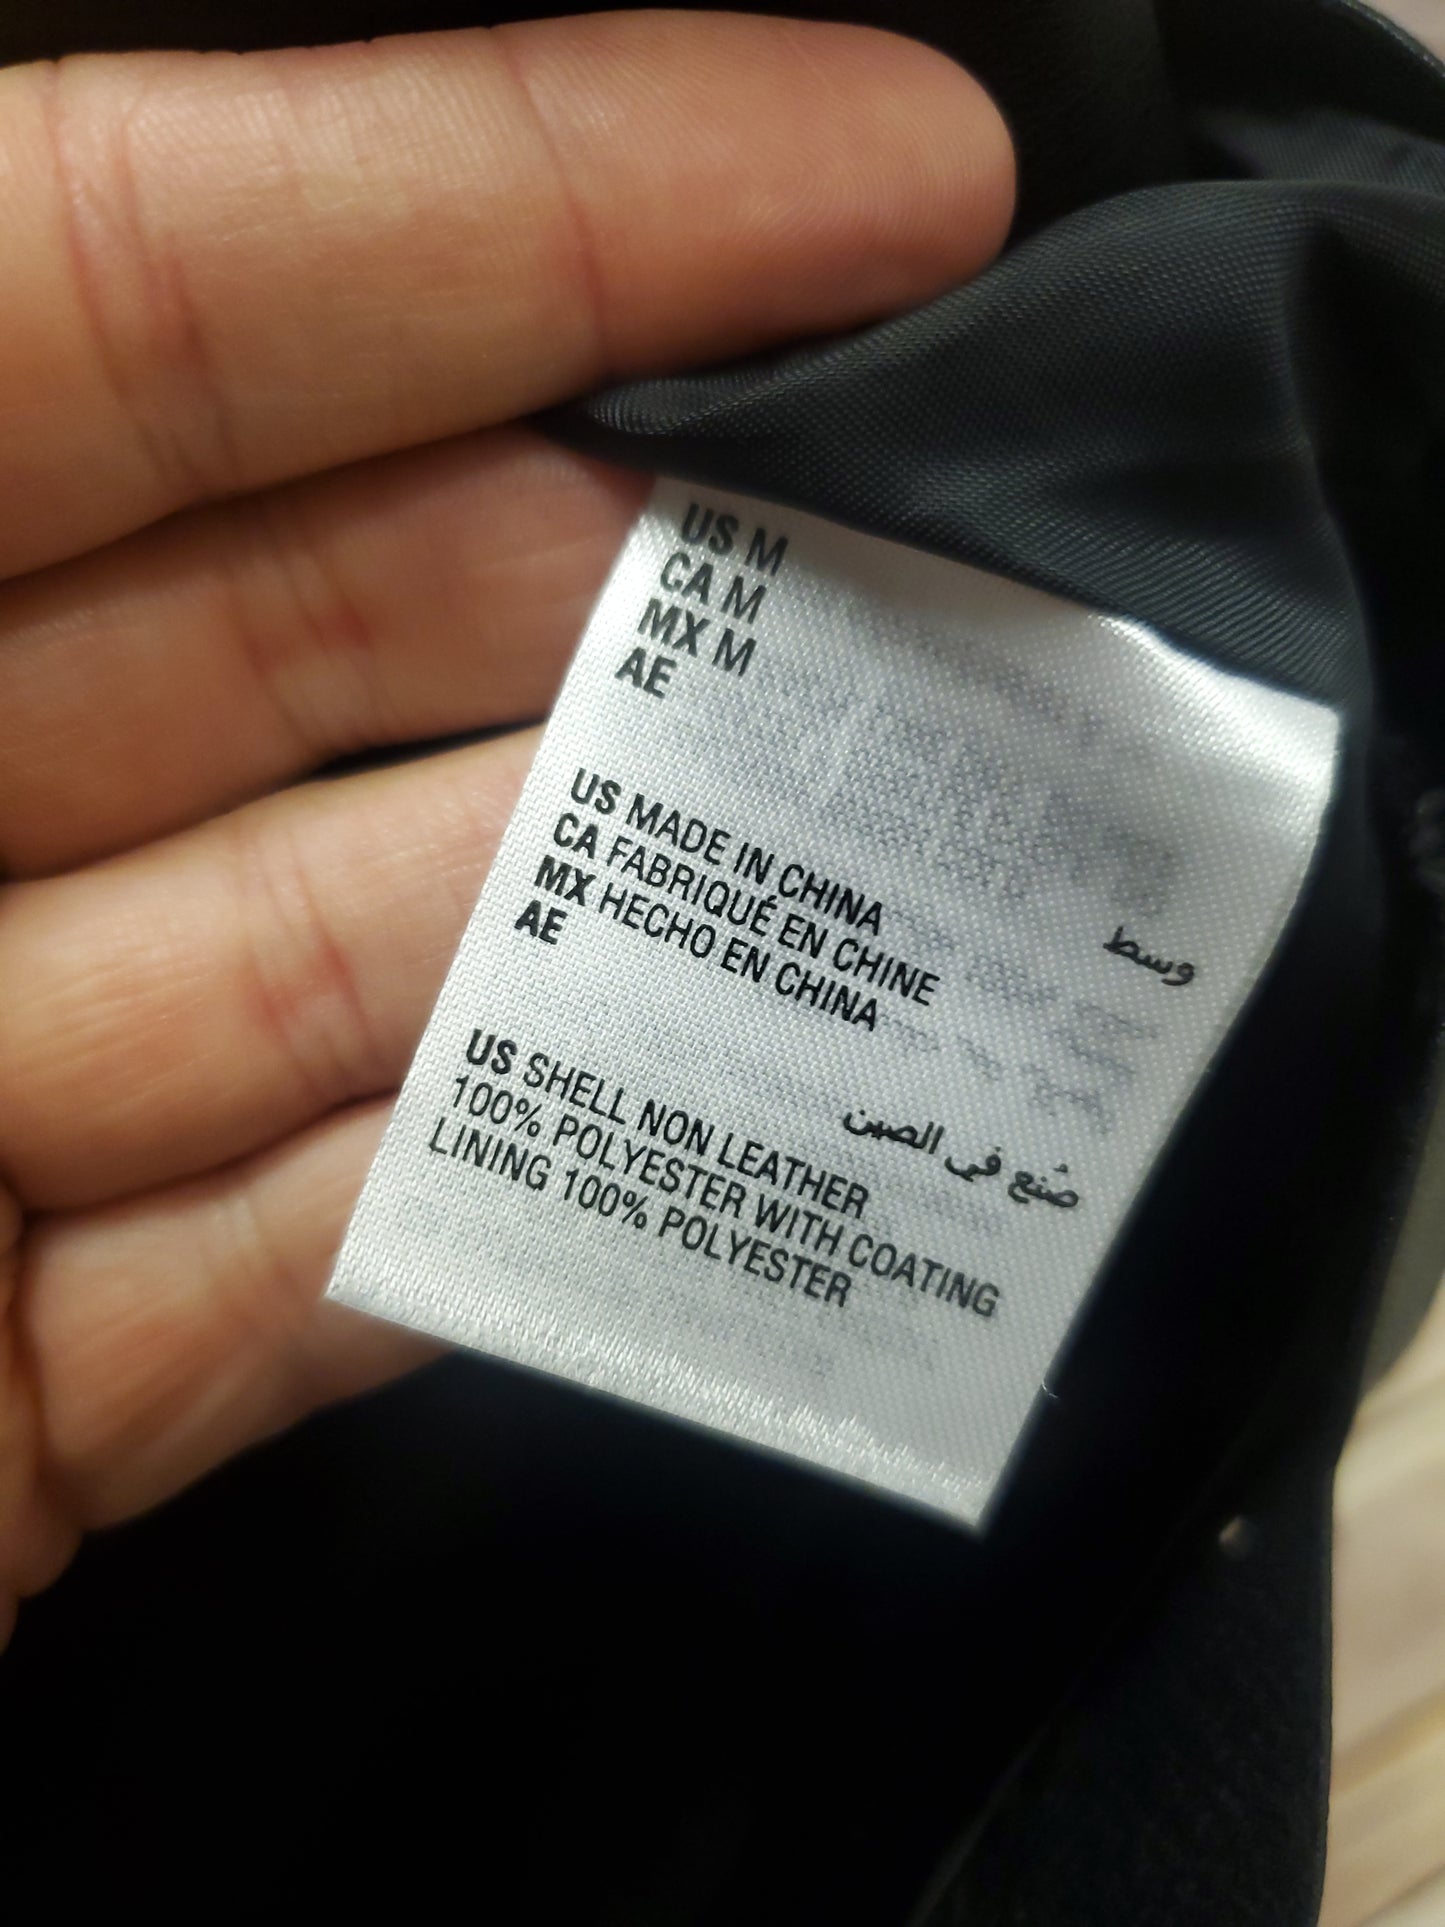 US M
CA M
MX M
AE
وسط
US MADE IN CHINA
CA FABRIQUÉ EN CHINE
MX HECHO EN CHINA
AE
صُنع في الصين
US SHELL NON LEATHER
100% POLYESTER WITH COATING
LINING 100% POLYESTER